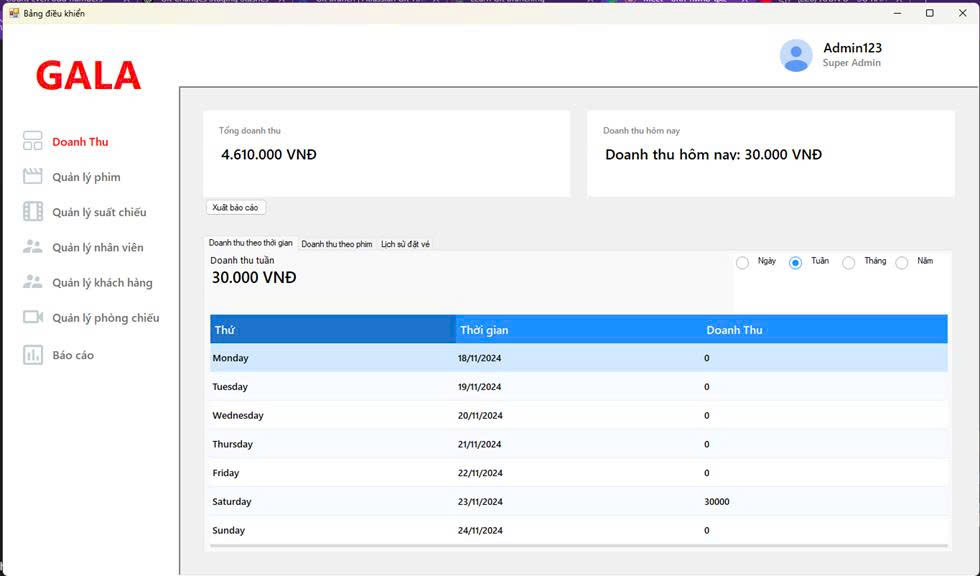 Bảng điều khiển
GALA
Admin123
Super Admin
Doanh Thu
Quản lý phim
Quản lý suất chiếu
Quản lý nhân viên
Quản lý khách hàng
Quản lý phòng chiếu
Báo cáo
Tổng doanh thu
4.610.000 VNĐ
Doanh thu hôm nay
Doanh thu hôm nav: 30.000 VNĐ
Xuất báo cáo
Doanh thu theo thời gian Doanh thu theo phim Lịch sử đặt vé
Doanh thu tuần
30.000 VNĐ
Ngày Tuần Tháng Năm
Thứ Thời gian Doanh Thu
Monday 18/11/2024 0
Tuesday 19/11/2024 0
Wednesday 20/11/2024 0
Thursday 21/11/2024 0
Friday 22/11/2024 0
Saturday 23/11/2024 30000
Sunday 24/11/2024 0